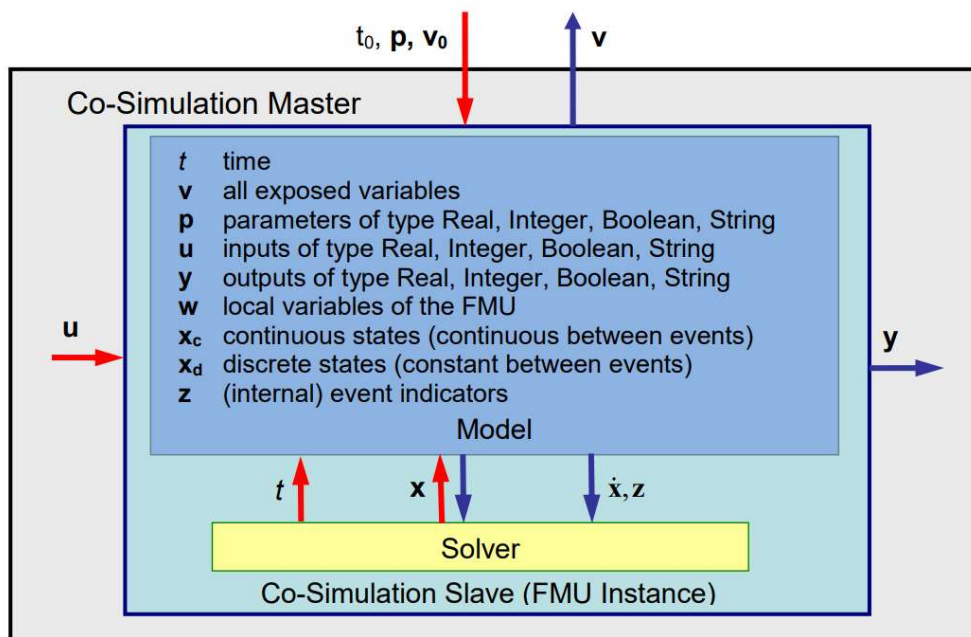 t₀, p, v₀
v
Co-Simulation Master
t time
v all exposed variables
p parameters of type Real, Integer, Boolean, String
u inputs of type Real, Integer, Boolean, String
y outputs of type Real, Integer, Boolean, String
w local variables of the FMU
x_c continuous states (continuous between events)
x_d discrete states (constant between events)
z (internal) event indicators
Model
u
y
t
x
ẋ, z
Solver
Co-Simulation Slave (FMU Instance)